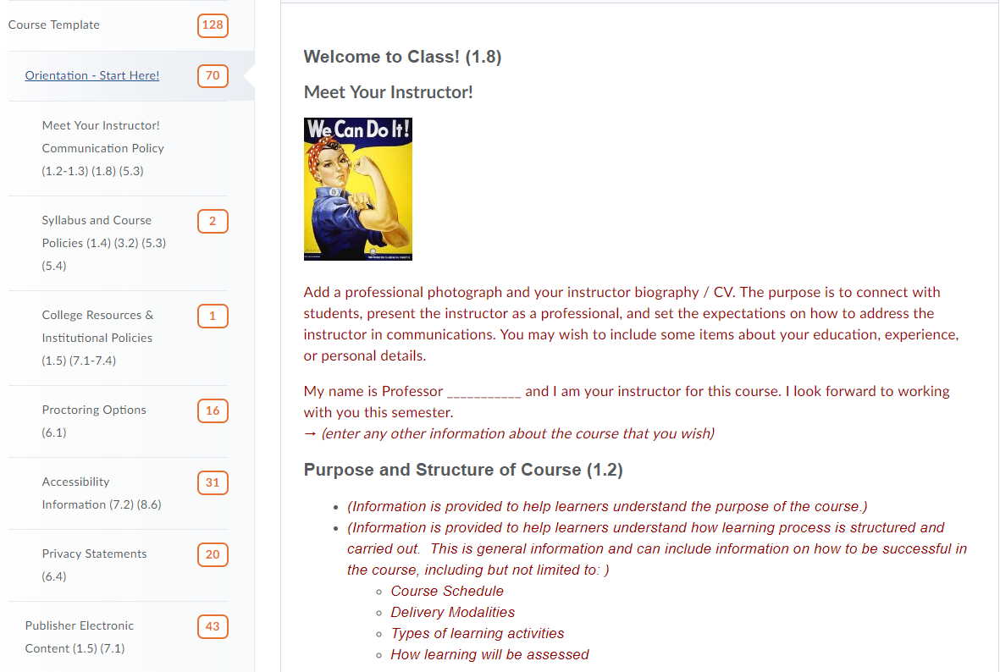 Course Template
128
Orientation - Start Here!
70
Meet Your Instructor!
Communication Policy
(1.2-1.3) (1.8) (5.3)
Syllabus and Course
2
Policies (1.4) (3.2) (5.3)
(5.4)
College Resources &
1
Institutional Policies
(1.5) (7.1-7.4)
Proctoring Options
16
(6.1)
Accessibility
31
Information (7.2) (8.6)
Privacy Statements
20
(6.4)
Publisher Electronic
43
Content (1.5) (7.1)
Welcome to Class! (1.8)
Meet Your Instructor!
We Can Do It!
Add a professional photograph and your instructor biography / CV. The purpose is to connect with
students, present the instructor as a professional, and set the expectations on how to address the
instructor in communications. You may wish to include some items about your education, experience,
or personal details.
My name is Professor ___________ and I am your instructor for this course. I look forward to working
with you this semester.
→ (enter any other information about the course that you wish)
Purpose and Structure of Course (1.2)
• (Information is provided to help learners understand the purpose of the course.)
• (Information is provided to help learners understand how learning process is structured and
carried out.  This is general information and can include information on how to be successful in
the course, including but not limited to: )
◦ Course Schedule
◦ Delivery Modalities
◦ Types of learning activities
◦ How learning will be assessed